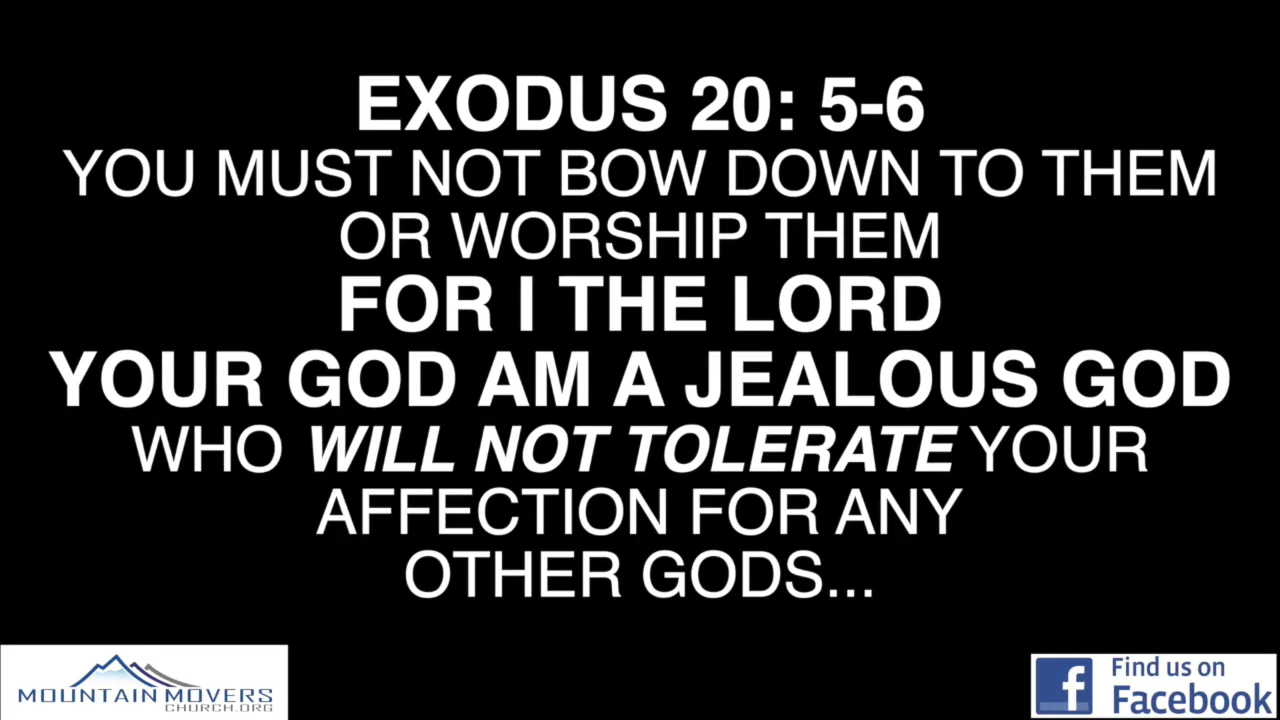 EXODUS 20: 5-6
YOU MUST NOT BOW DOWN TO THEM
OR WORSHIP THEM
FOR I THE LORD
YOUR GOD AM A JEALOUS GOD
WHO WILL NOT TOLERATE YOUR
AFFECTION FOR ANY
OTHER GODS...
MOUNTAIN MOVERS
CHURCH.ORG
f
Find us on
Facebook